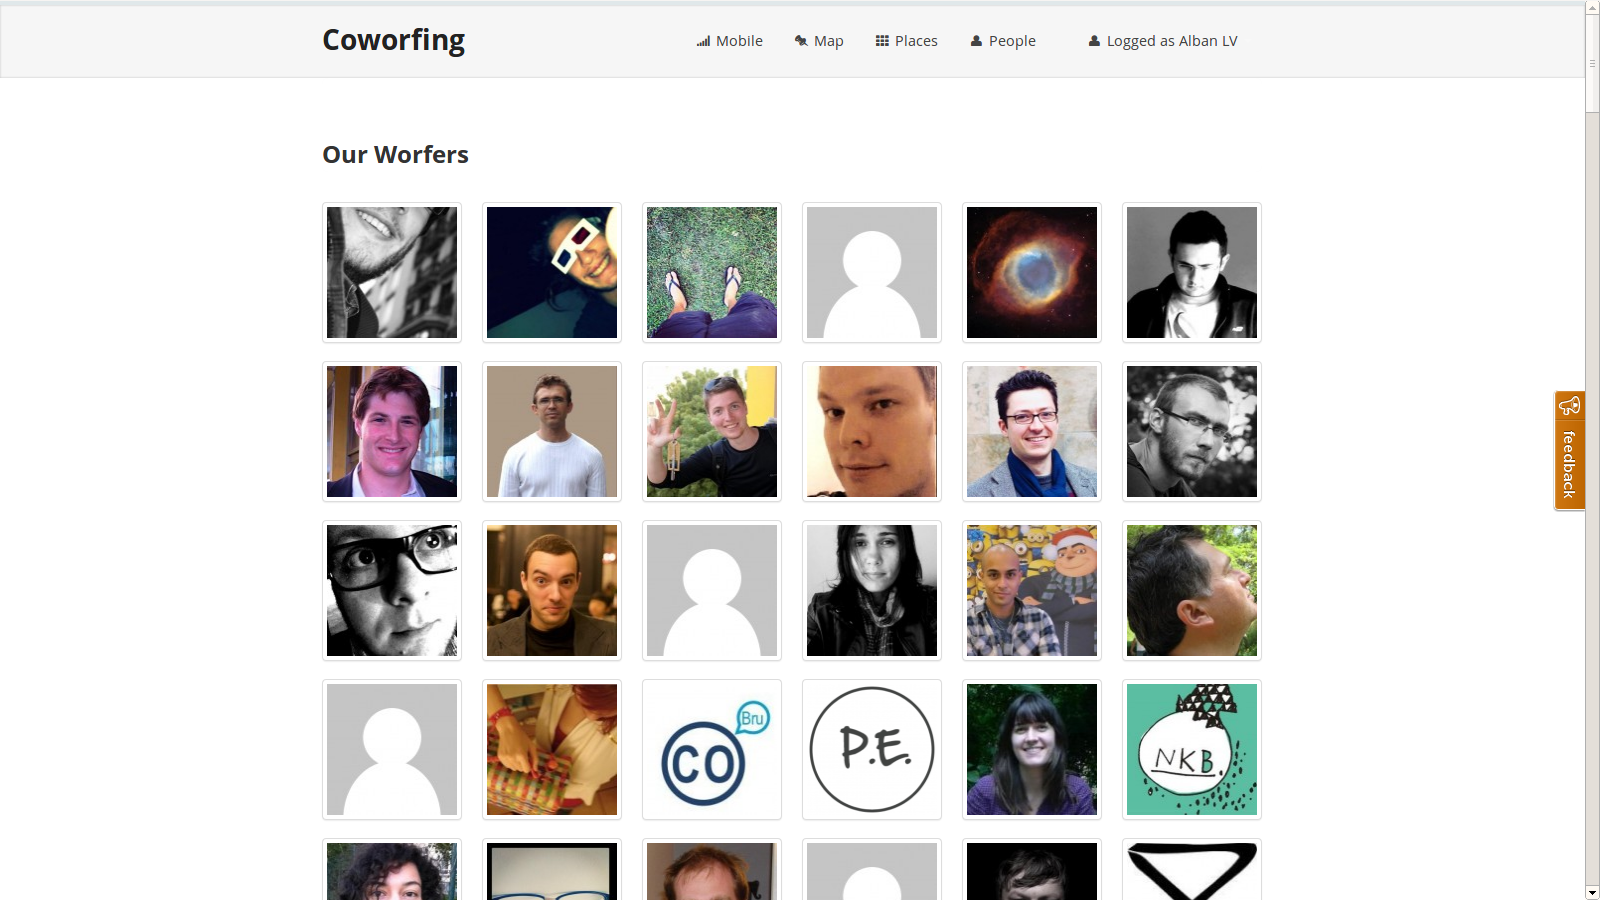 Coworfing
Mobile
Map
Places
People
Logged as Alban LV
Our Worfers
feedback
Bru
CO
P.E.
NKB.